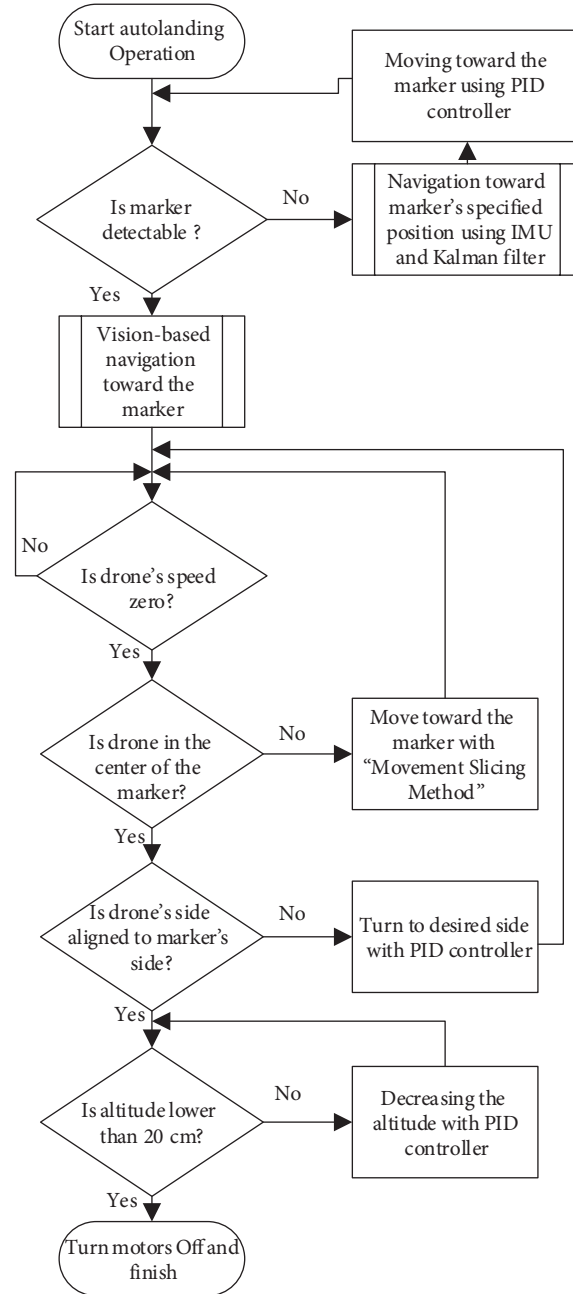 Start autolanding
Operation
Moving toward the
marker using PID
controller
Is marker
detectable ?
No
Navigation toward
marker's specified
position using IMU
and Kalman filter
Yes
Vision-based
navigation
toward the
marker
No
Is drone's speed
zero?
Yes
Is drone in the
center of the
marker?
No
Move toward the
marker with
“Movement Slicing
Method”
Yes
Is drone's side
aligned to marker's
side?
No
Turn to desired side
with PID controller
Yes
Is altitude lower
than 20 cm?
No
Decreasing the
altitude with PID
controller
Yes
Turn motors Off and
finish